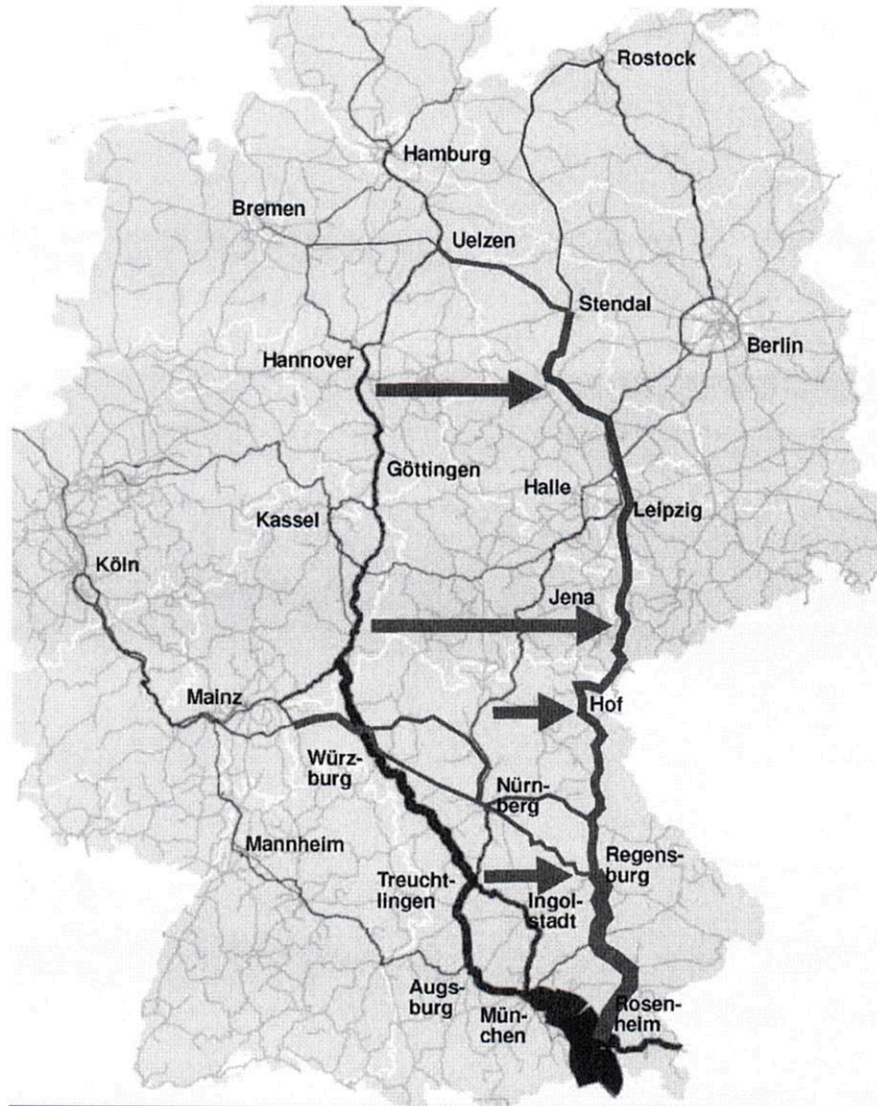 Rostock
Hamburg
Bremen
Uelzen
Stendal
Berlin
Hannover
Göttingen
Halle
Leipzig
Kassel
Köln
Jena
Mainz
Hof
Würz-
burg
Nürn-
berg
Mannheim
Regens-
burg
Treucht-
lingen
Ingol-
stadt
Augs-
burg
Mün-
chen
Rosen-
heim